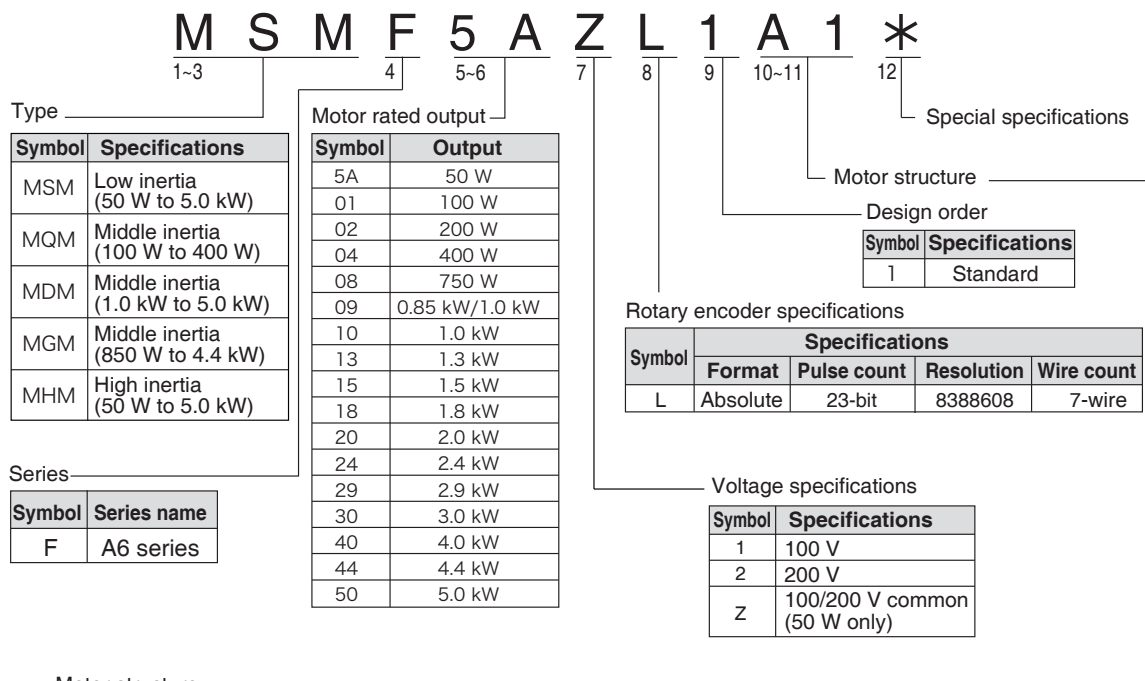 M S M F 5 A Z L 1 A 1 *
1~3 4 5~6 7 8 9 10~11 12
Special specifications
Motor structure
Design order
Symbol Specifications
1 Standard
Type
Symbol Specifications
MSM Low inertia
(50 W to 5.0 kW)
MQM Middle inertia
(100 W to 400 W)
MDM Middle inertia
(1.0 kW to 5.0 kW)
MGM Middle inertia
(850 W to 4.4 kW)
MHM High inertia
(50 W to 5.0 kW)
Series
Symbol Series name
F A6 series
Motor rated output
Symbol Output
5A 50 W
01 100 W
02 200 W
04 400 W
08 750 W
09 0.85 kW/1.0 kW
10 1.0 kW
13 1.3 kW
15 1.5 kW
18 1.8 kW
20 2.0 kW
24 2.4 kW
29 2.9 kW
30 3.0 kW
40 4.0 kW
44 4.4 kW
50 5.0 kW
Rotary encoder specifications
Symbol Specifications
Format Pulse count Resolution Wire count
L Absolute 23-bit 8388608 7-wire
Voltage specifications
Symbol Specifications
1 100 V
2 200 V
Z 100/200 V common
(50 W only)